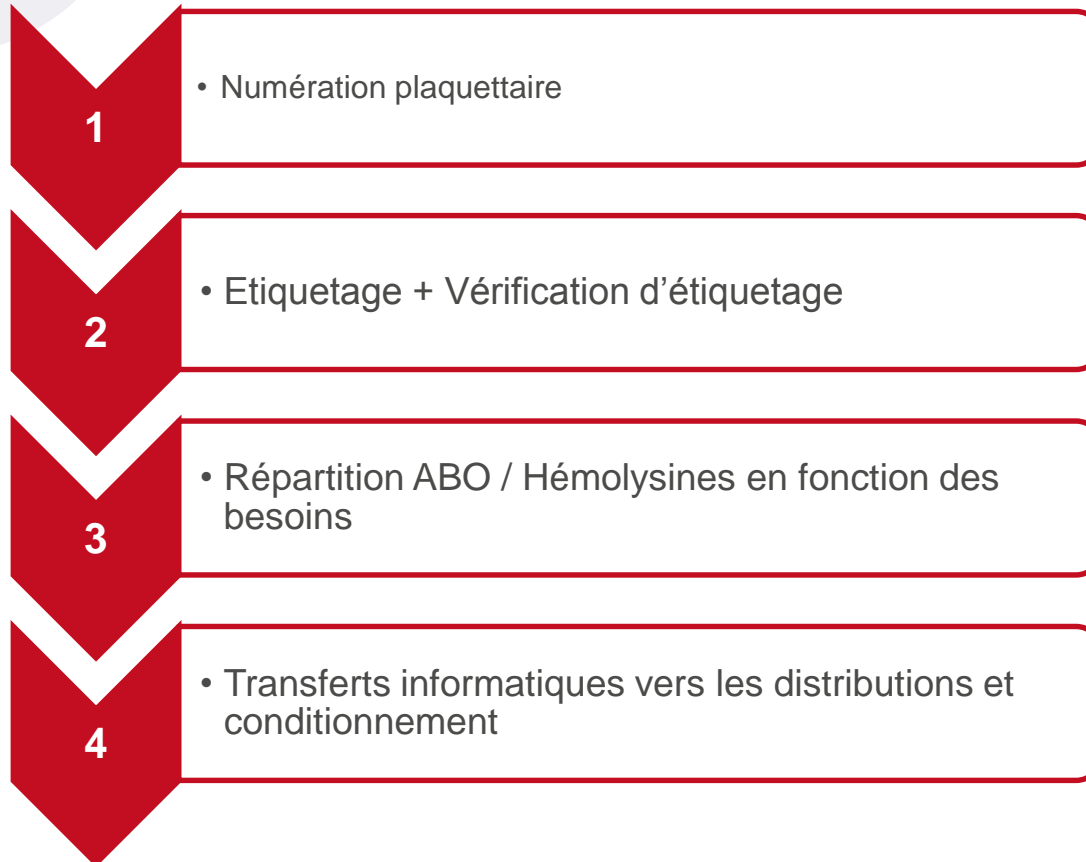 1
• Numération plaquettaire
2
• Etiquetage + Vérification d’étiquetage
3
• Répartition ABO / Hémolysines en fonction des
besoins
4
• Transferts informatiques vers les distributions et
conditionnement